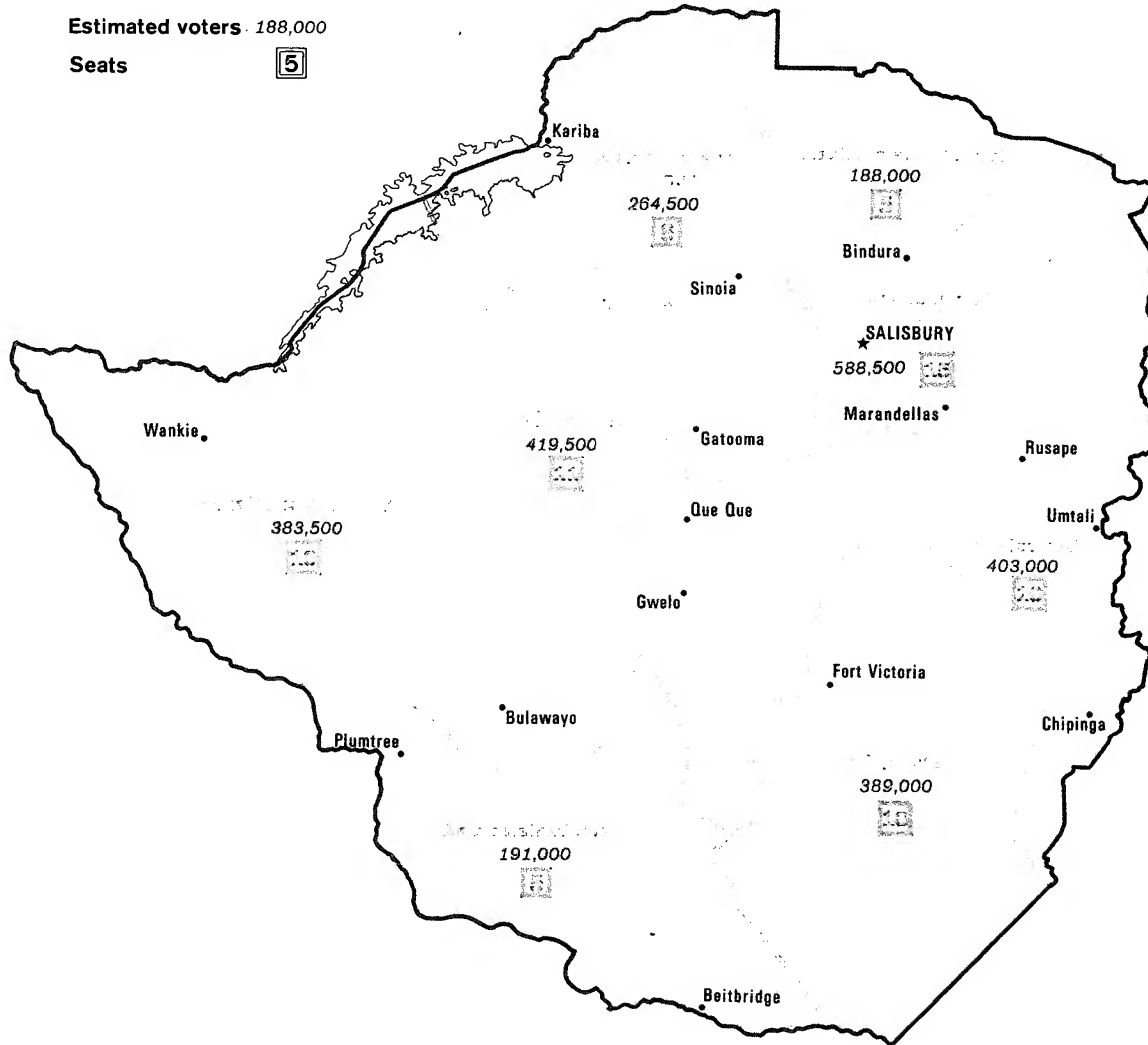 Estimated voters 188,000
Seats 5
Kariba
188,000
264,500
Bindura
Sinoia
SALISBURY
588,500
Marandellas
Wankie
419,500
Gatooma
Rusape
383,500
Que Que
Umtali
403,000
Gwelo
Fort Victoria
Bulawayo
Chipinga
Plumtree
389,000
10
191,000
Beitbridge